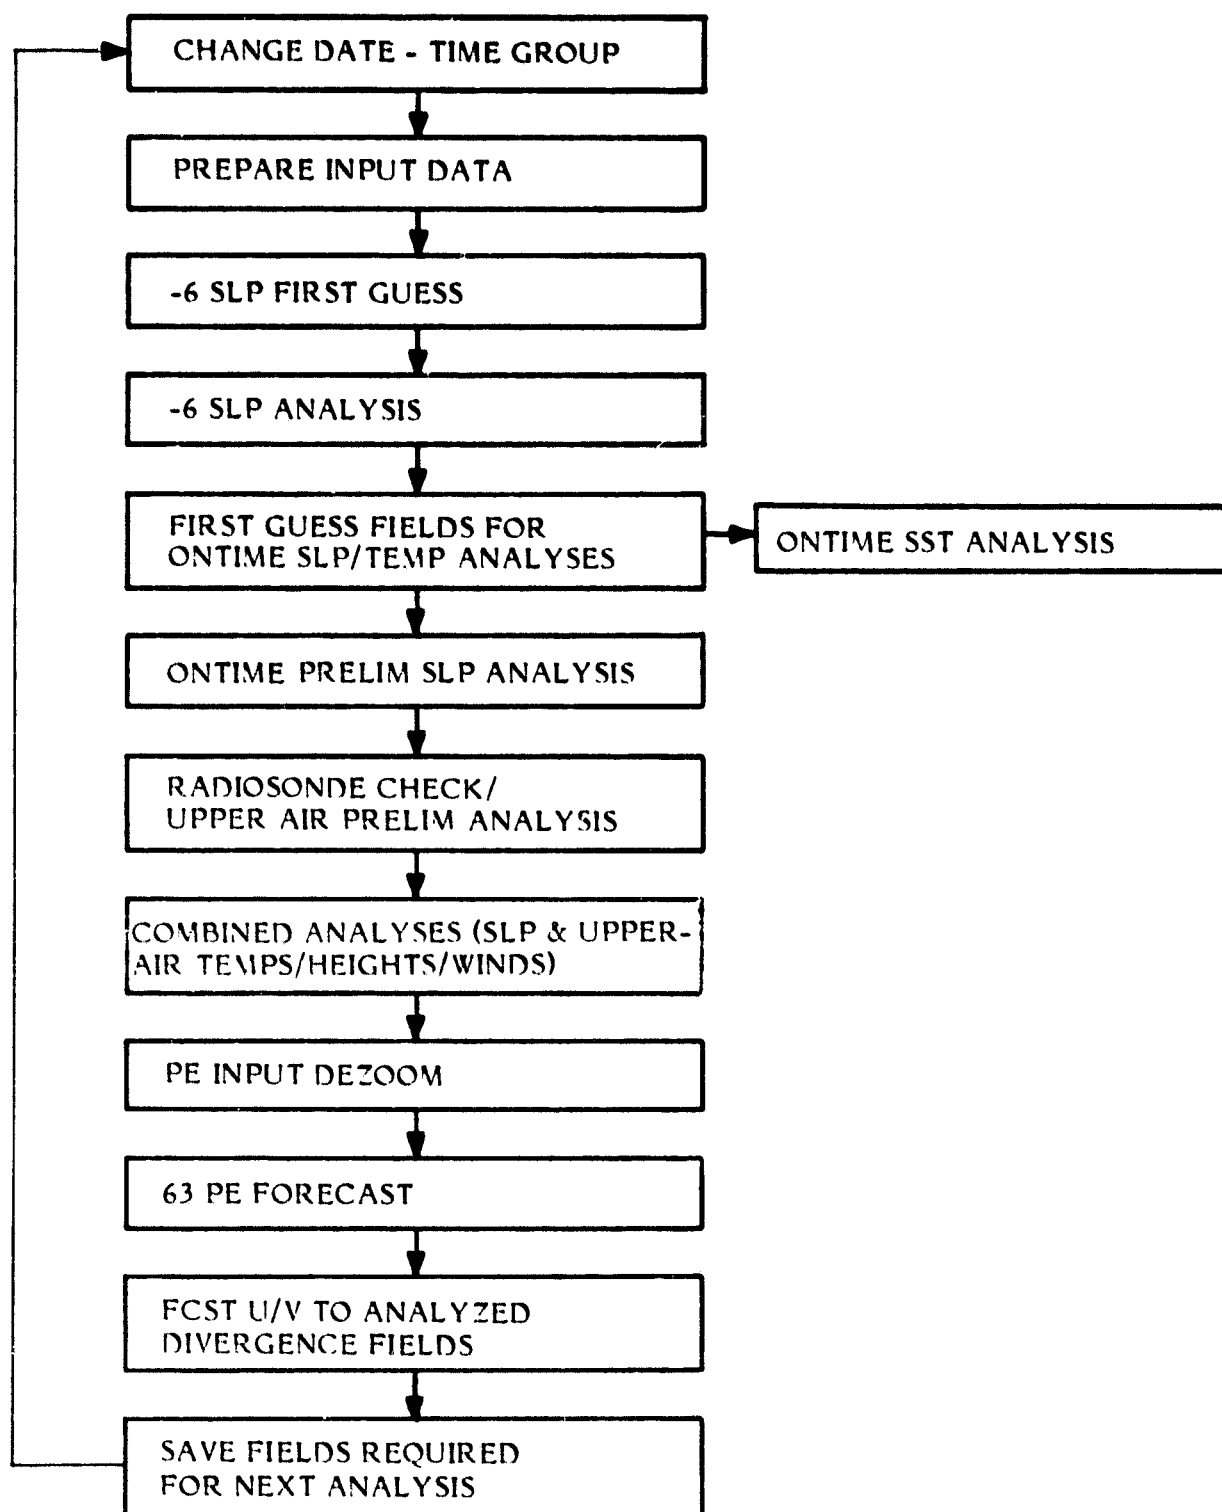 CHANGE DATE - TIME GROUP
PREPARE INPUT DATA
-6 SLP FIRST GUESS
-6 SLP ANALYSIS
FIRST GUESS FIELDS FOR
ONTIME SLP/TEMP ANALYSES
ONTIME SST ANALYSIS
ONTIME PRELIM SLP ANALYSIS
RADIOSONDE CHECK/
UPPER AIR PRELIM ANALYSIS
COMBINED ANALYSES (SLP & UPPER-
AIR TEMPS/HEIGHTS/WINDS)
PE INPUT DEZOOM
63 PE FORECAST
FCST U/V TO ANALYZED
DIVERGENCE FIELDS
SAVE FIELDS REQUIRED
FOR NEXT ANALYSIS